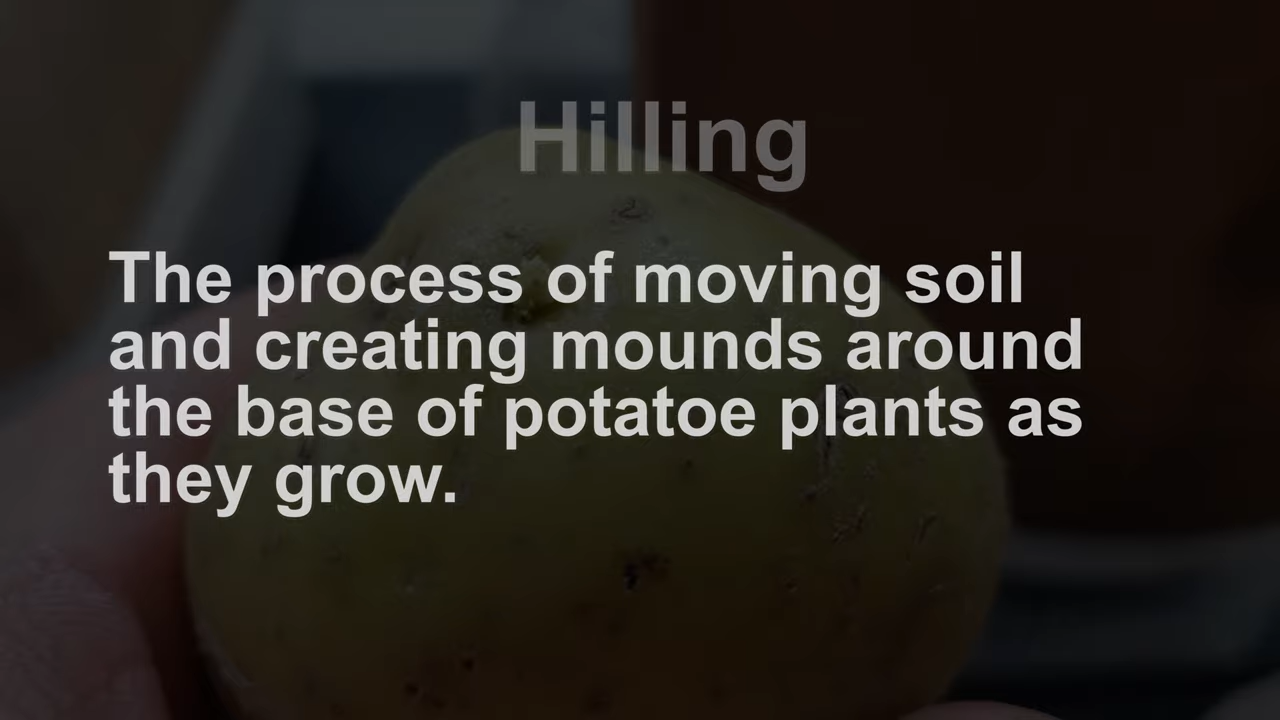 Hilling
The process of moving soil
and creating mounds around
the base of potatoe plants as
they grow.